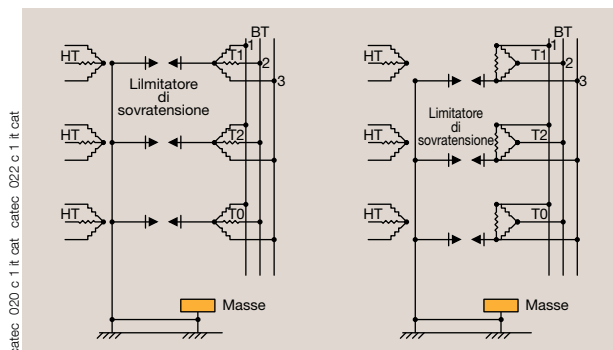 BT
HT
1
T1
2
3
Lilmitatore
di
sovratensione
HT
T2
HT
T0
Masse
BT
HT
1
T1
2
3
Limitatore
di
sovratensione
HT
T2
HT
T0
Masse
catec 020 c 1 it cat catec 022 c 1 it cat